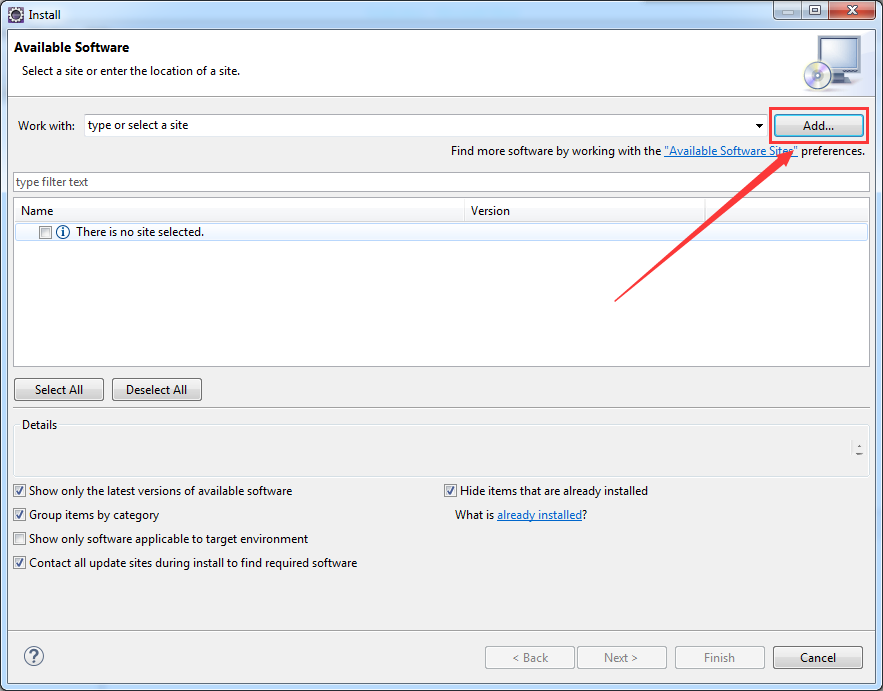 Install
Available Software
Select a site or enter the location of a site.
Work with: type or select a site Add...
Find more software by working with the "Available Software Sites" preferences.
type filter text
Name Version
There is no site selected.
Select All Deselect All
Details
Show only the latest versions of available software Hide items that are already installed
Group items by category What is already installed?
Show only software applicable to target environment
Contact all update sites during install to find required software
? < Back Next > Finish Cancel